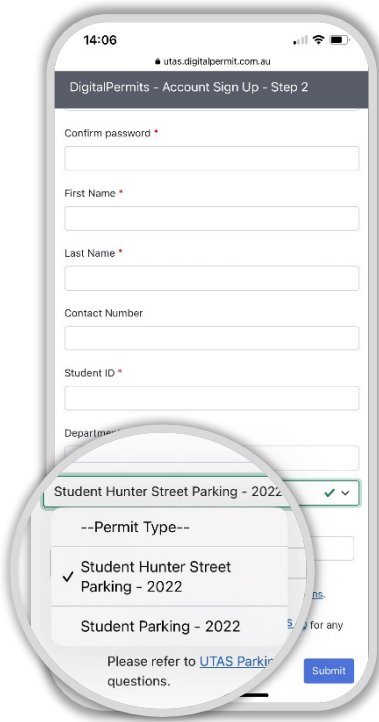 14:06
utas.digitalpermit.com.au
DigitalPermits - Account Sign Up - Step 2
Confirm password *
First Name *
Last Name *
Contact Number
Student ID *
Department
Student Hunter Street Parking - 2022
--Permit Type--
Student Hunter Street
Parking - 2022
ns.
Student Parking - 2022
for any
Please refer to UTAS Parkin
questions.
Submit